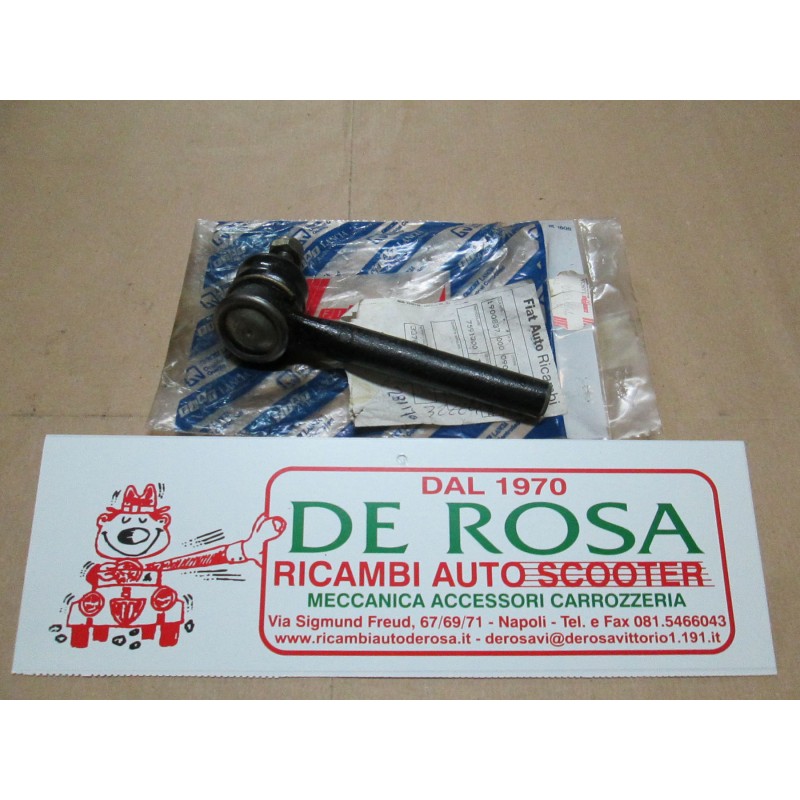 Fiat Auto Ricambi
DAL 1970
DE ROSA
RICAMBI AUTO SCOOTER
MECCANICA ACCESSORI CARROZZERIA
Via Sigmund Freud, 67/69/71 - Napoli - Tel. e Fax 081.5466043
www.ricambiautoderosa.it - derosavi@derosavittorio1.191.it